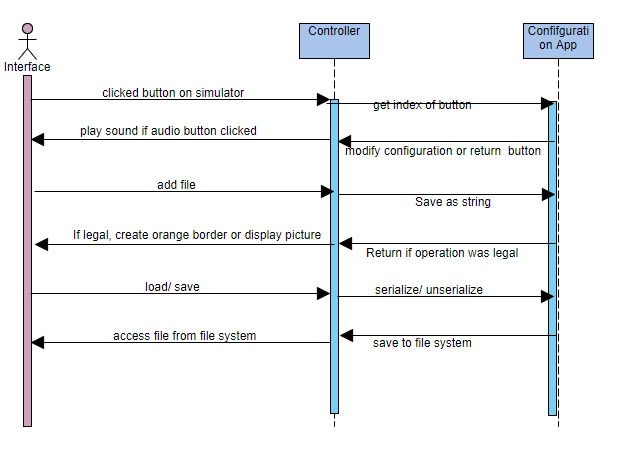 Controller
Confifgurati
on App
Interface
clicked button on simulator
get index of button
play sound if audio button clicked
modify configuration or return button
add file
Save as string
If legal, create orange border or display picture
Return if operation was legal
load/ save
serialize/ unserialize
access file from file system
save to file system